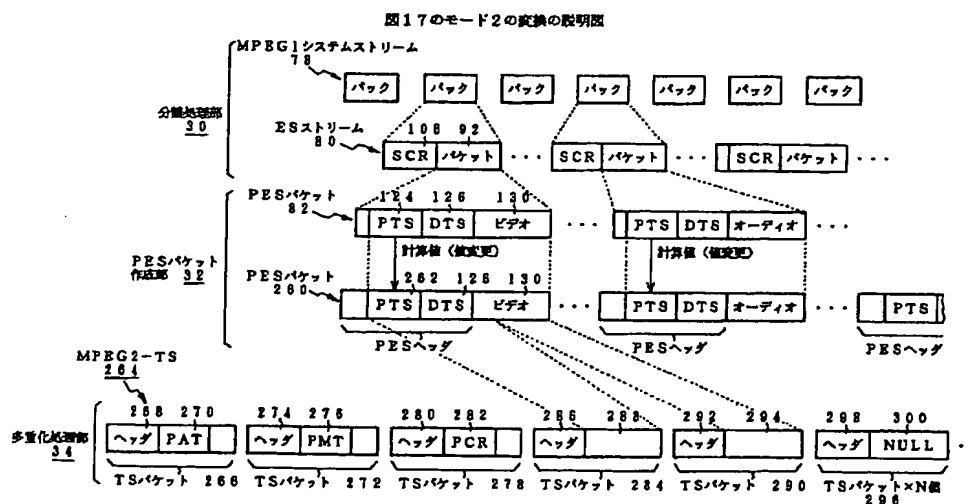 図17のモード2の変換の説明図
MPEG1システムストリーム
78
パック パック パック パック パック パック パック
分離処理部
30
ESストリーム
80
108 92
SCR パケット ・・・ SCR パケット ・・・ SCR パケット ・・・
PESパケット
82
124 126 130
PTS DTS ビデオ ・・・ PTS DTS オーディオ ・・・
計算値(値変更) 計算値(値変更)
PESパケット
作成部 32
PESパケット
260
262 126 130
PTS DTS ビデオ ・・・ PTS DTS オーディオ ・・・ PTS
PESヘッダ PESヘッダ PESヘッダ
MPEG2-TS
264
多重化処理部
34
268 270 274 276 280 282 286 288 292 294 298 300
ヘッダ PAT ヘッダ PMT ヘッダ PCR ヘッダ ヘッダ ヘッダ NULL
TSパケット 266 TSパケット 272 TSパケット 278 TSパケット 284 TSパケット 290 TSパケット×N個
296